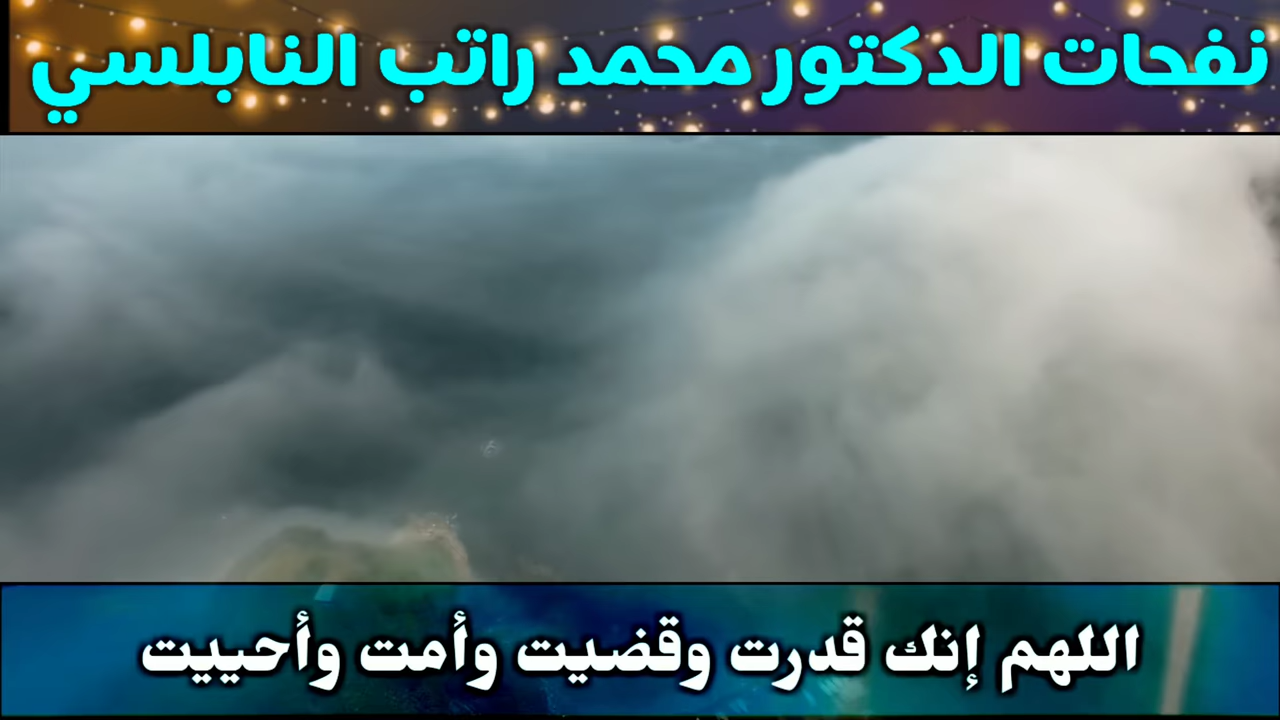 نفحات الدكتور محمد راتب النابلسي
اللهم إنك قدرت وقضيت وأمت وأحييت